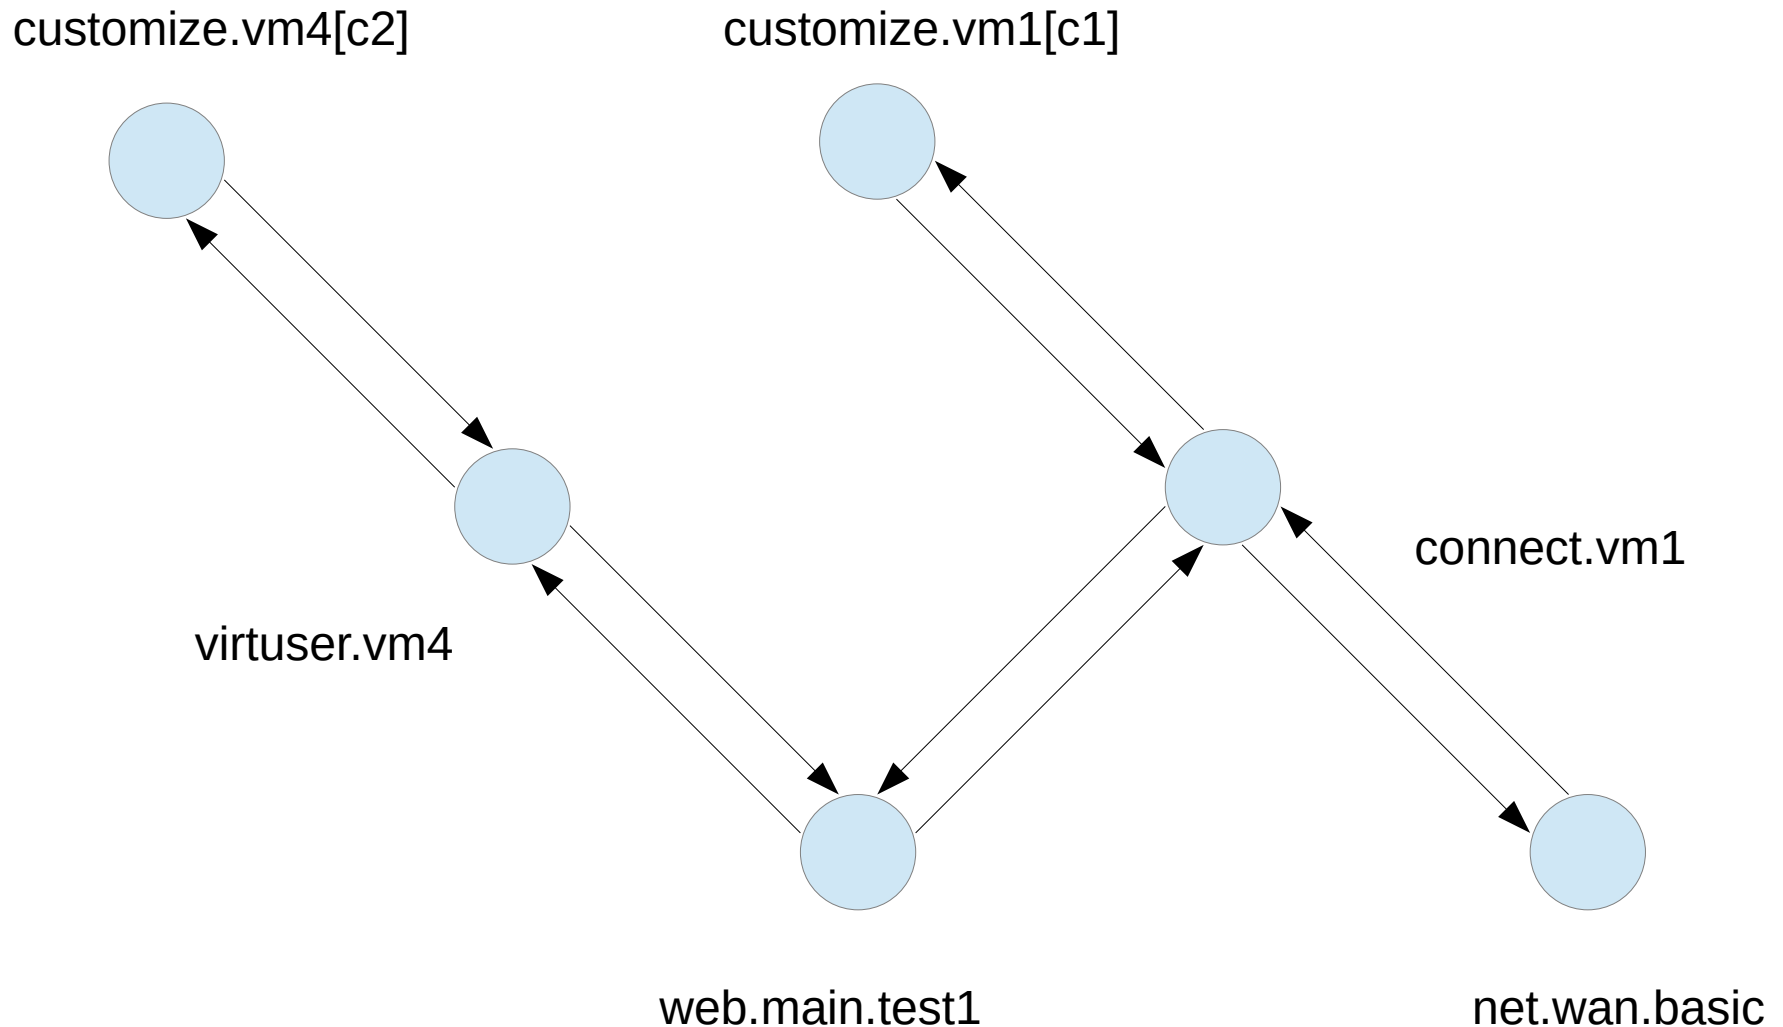 customize.vm4[c2]
customize.vm1[c1]
connect.vm1
virtuser.vm4
web.main.test1
net.wan.basic